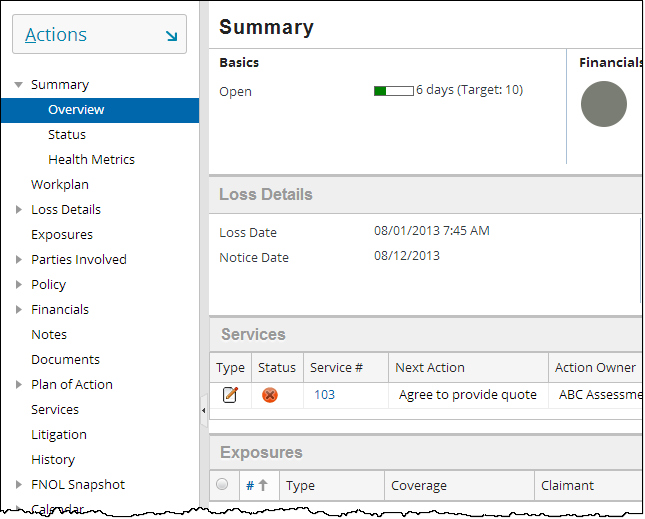 Actions
Summary
Overview
Status
Health Metrics
Workplan
Loss Details
Exposures
Parties Involved
Policy
Financials
Notes
Documents
Plan of Action
Services
Litigation
History
FNOL Snapshot
Calendar
Summary
Basics
Financials
Open 6 days (Target: 10)
Loss Details
Loss Date 08/01/2013 7:45 AM
Notice Date 08/12/2013
Services
Type Status Service # Next Action Action Owner
103 Agree to provide quote ABC Assessme
Exposures
# Type Coverage Claimant